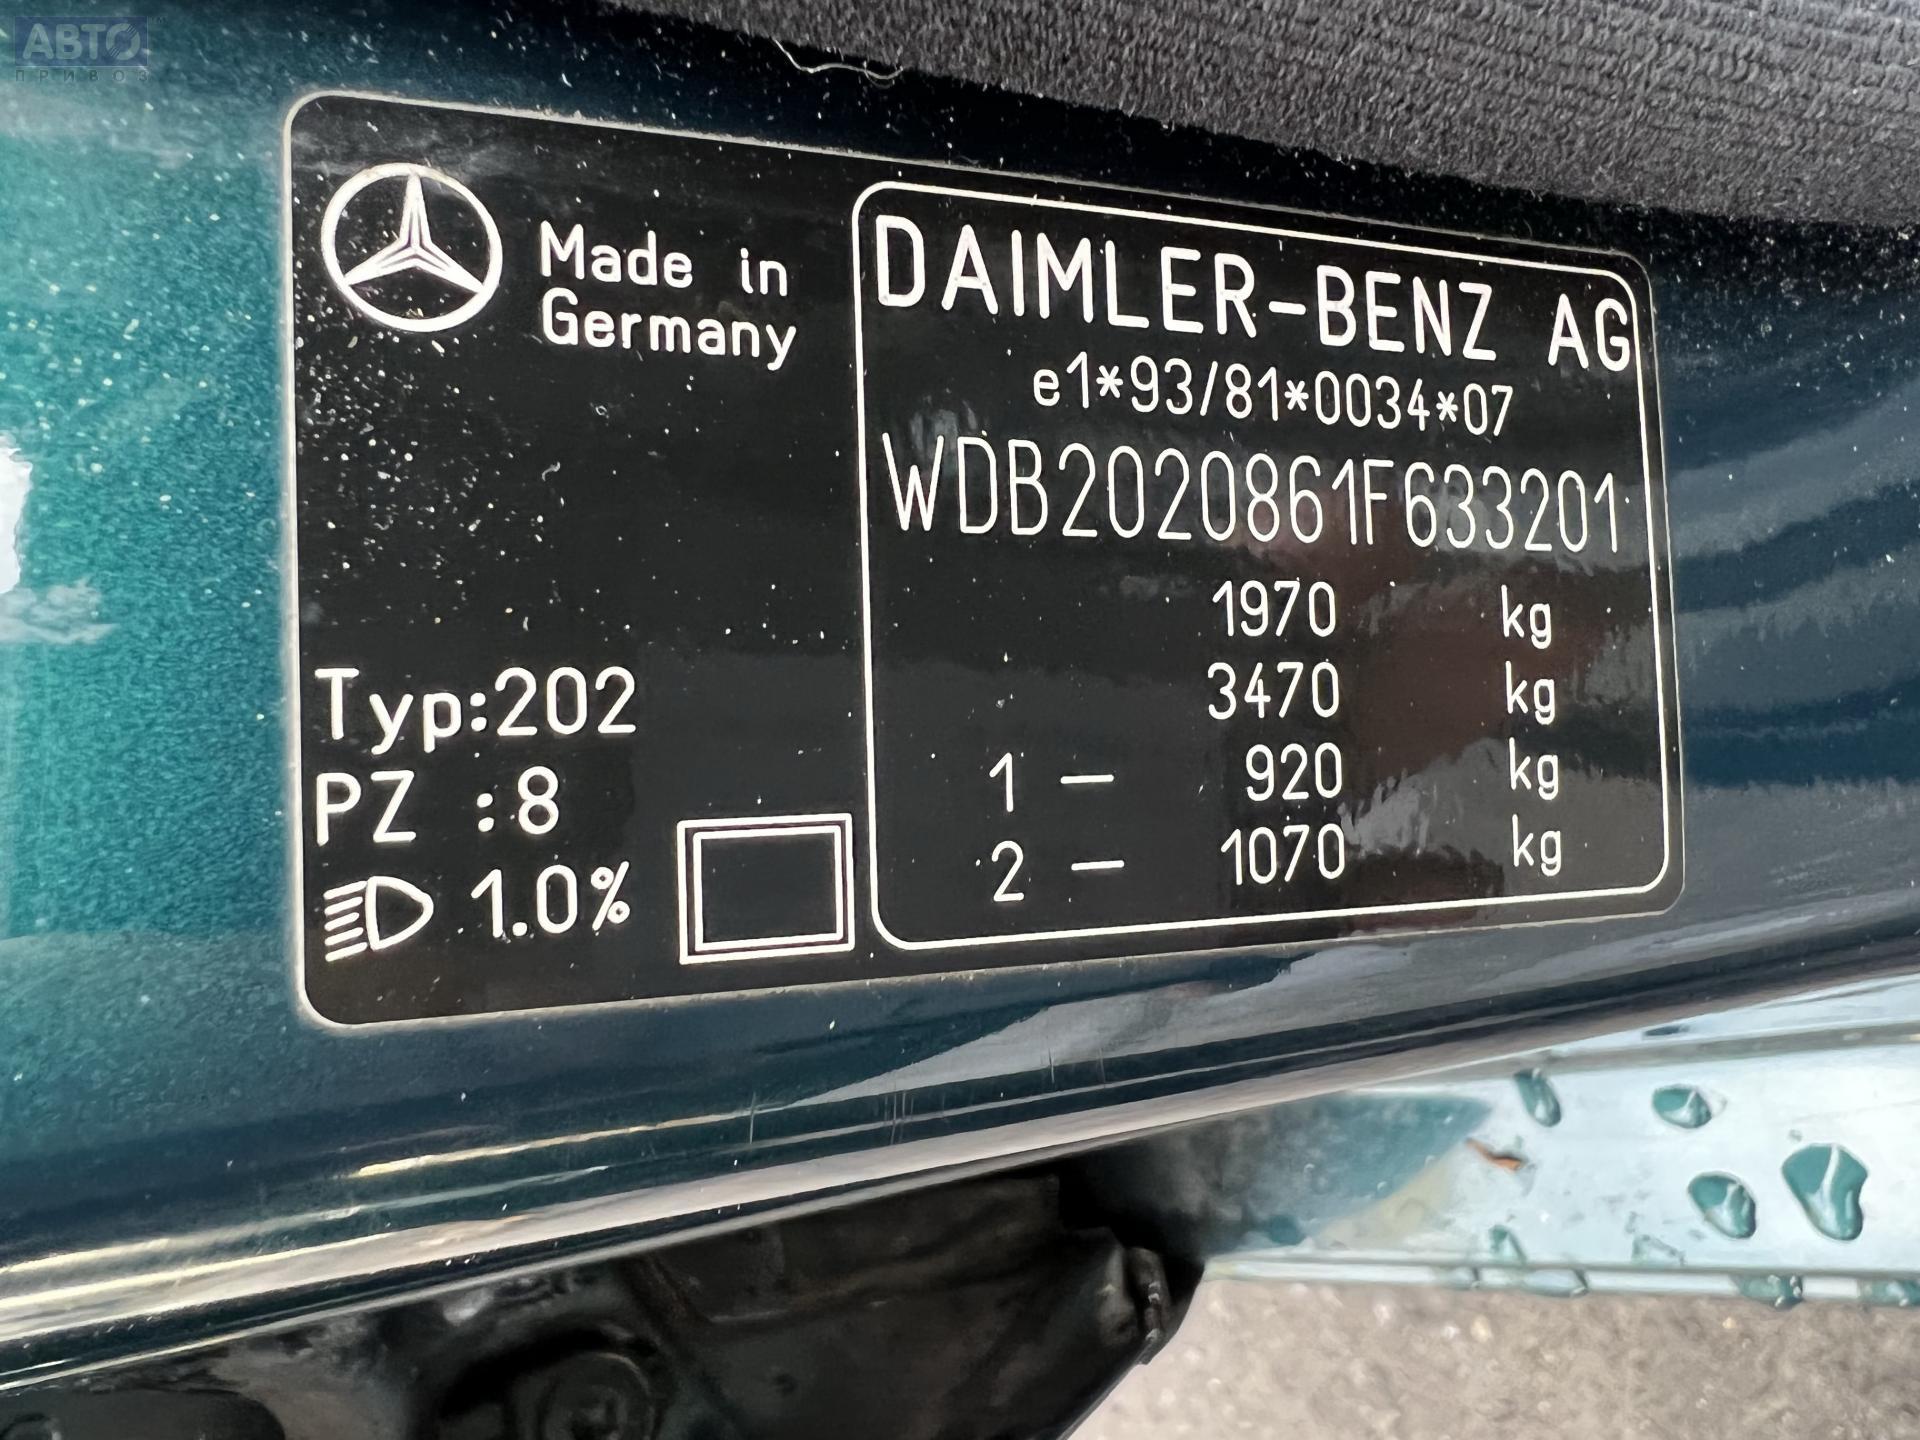 АВТО
ПРИВОЗ
Made in
Germany
DAIMLER-BENZ AG
e1*93/81*0034*07
WDB2020861F633201
1970 kg
3470 kg
1 – 920 kg
2 – 1070 kg
Typ:202
PZ :8
1.0%